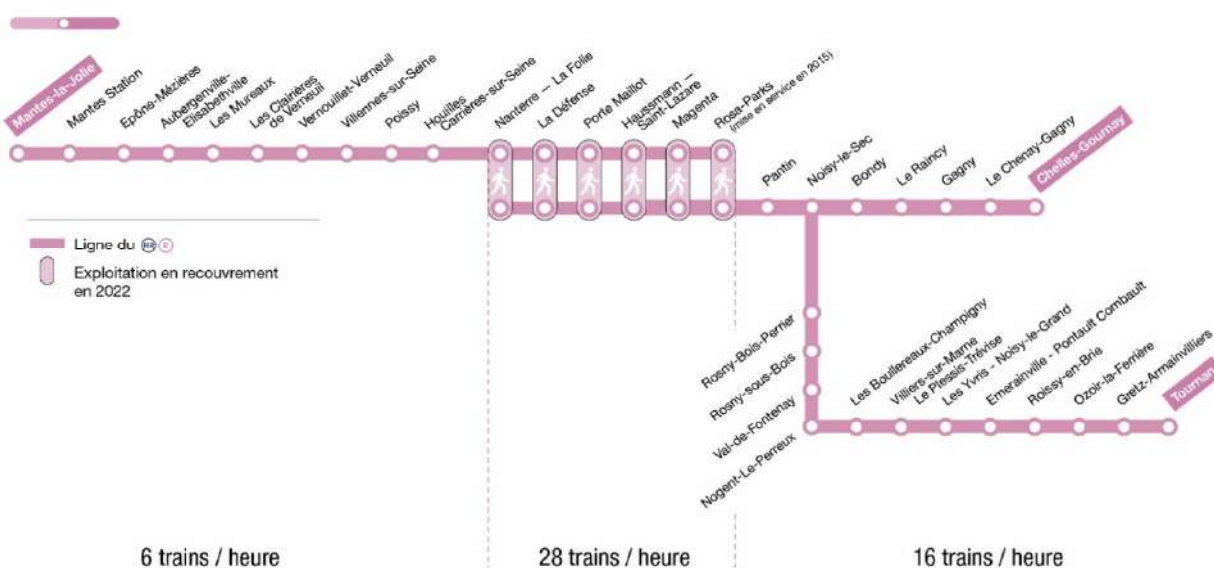 Mantes-la-Jolie
Mantes Station
Epône-Mézières
Aubergenville-
Elisabethville
Les Mureaux
Les Clairières
de Verneuil
Vernouillet-Verneuil
Villennes-sur-Seine
Poissy
Houilles
Carrières-sur-Seine
Nanterre — La Folie
La Défense
Porte Maillot
Haussmann —
Saint-Lazare
Magenta
Rosa-Parks
(mise en service en 2015)
Pantin
Noisy-le-Sec
Bondy
Le Raincy
Gagny
Le Chenay-Gagny
Chelles-Gournay
Ligne du RER E
Exploitation en recouvrement
en 2022
Rosny-Bois-Perrier
Rosny-sous-Bois
Val-de-Fontenay
Nogent-Le-Perreux
Les Boullereaux-Champigny
Villiers-sur-Marne
Le Plessis-Trévise
Les Yvris - Noisy-le-Grand
Emerainville - Pontault Combault
Roissy-en-Brie
Ozoir-la-Ferrière
Gretz-Armainvilliers
Tournan
6 trains / heure
28 trains / heure
16 trains / heure